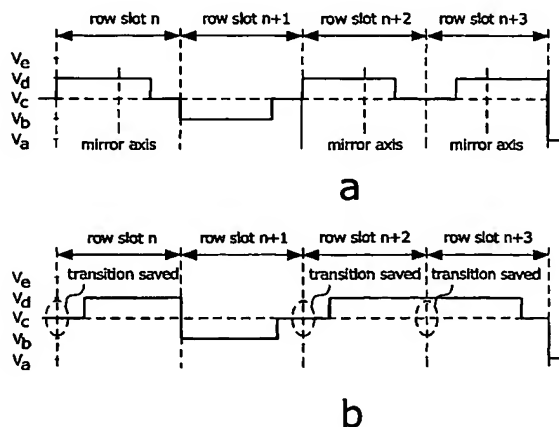 row slot n row slot n+1 row slot n+2 row slot n+3
Ve
Vd
Vc
Vb
Va
mirror axis mirror axis mirror axis
a
row slot n row slot n+1 row slot n+2 row slot n+3
transition saved transition saved transition saved
Ve
Vd
Vc
Vb
Va
b